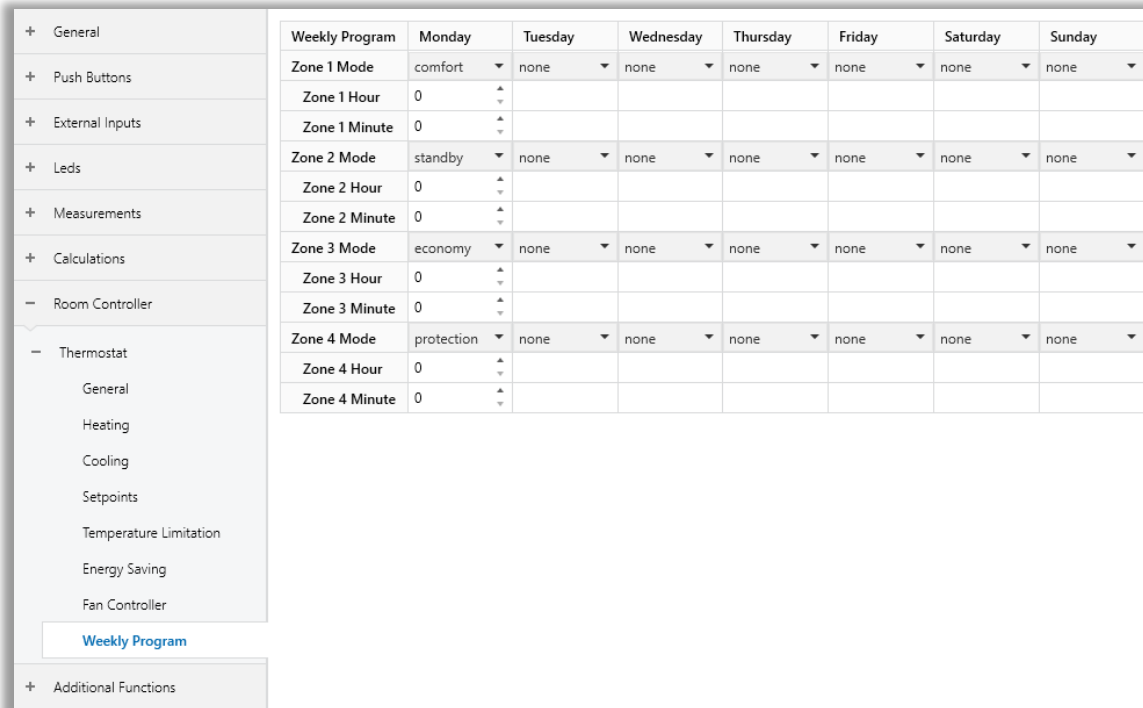 General
Push Buttons
External Inputs
Leds
Measurements
Calculations
Room Controller
Thermostat
General
Heating
Cooling
Setpoints
Temperature Limitation
Energy Saving
Fan Controller
Weekly Program
Additional Functions
Weekly Program Monday Tuesday Wednesday Thursday Friday Saturday Sunday
Zone 1 Mode comfort none none none none none none
Zone 1 Hour 0
Zone 1 Minute 0
Zone 2 Mode standby none none none none none none
Zone 2 Hour 0
Zone 2 Minute 0
Zone 3 Mode economy none none none none none none
Zone 3 Hour 0
Zone 3 Minute 0
Zone 4 Mode protection none none none none none none
Zone 4 Hour 0
Zone 4 Minute 0